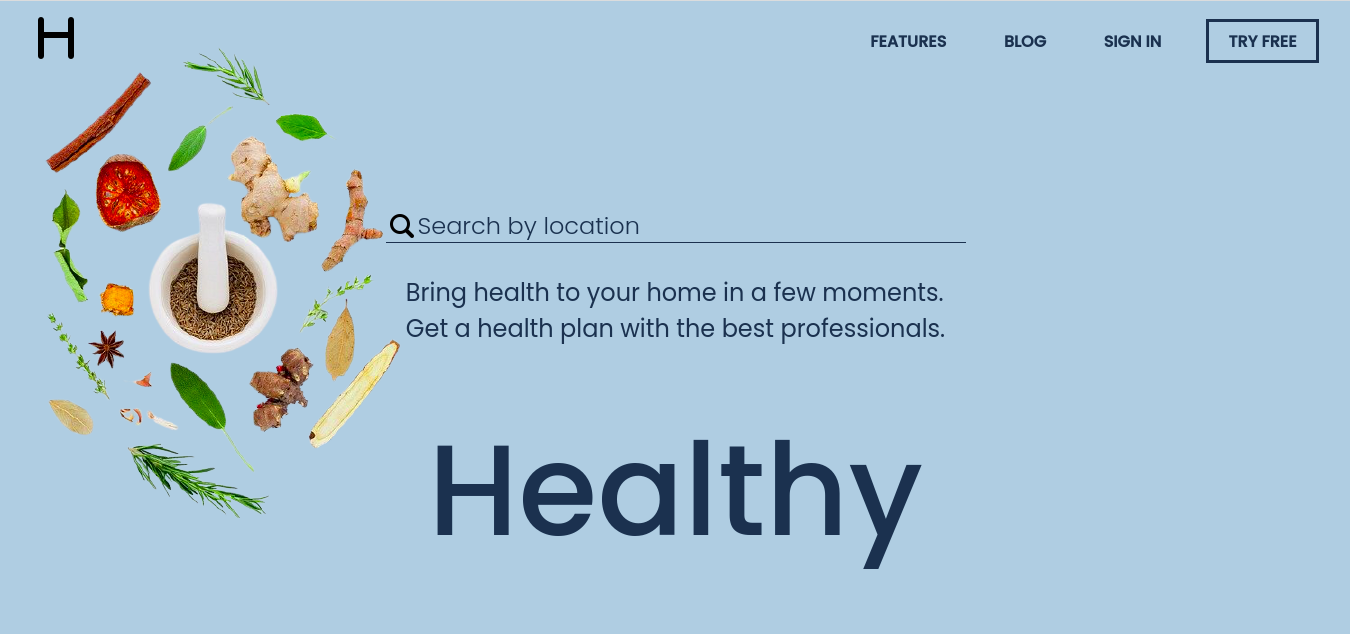 H
FEATURES
BLOG
SIGN IN
TRY FREE
Search by location
Bring health to your home in a few moments.
Get a health plan with the best professionals.
Healthy